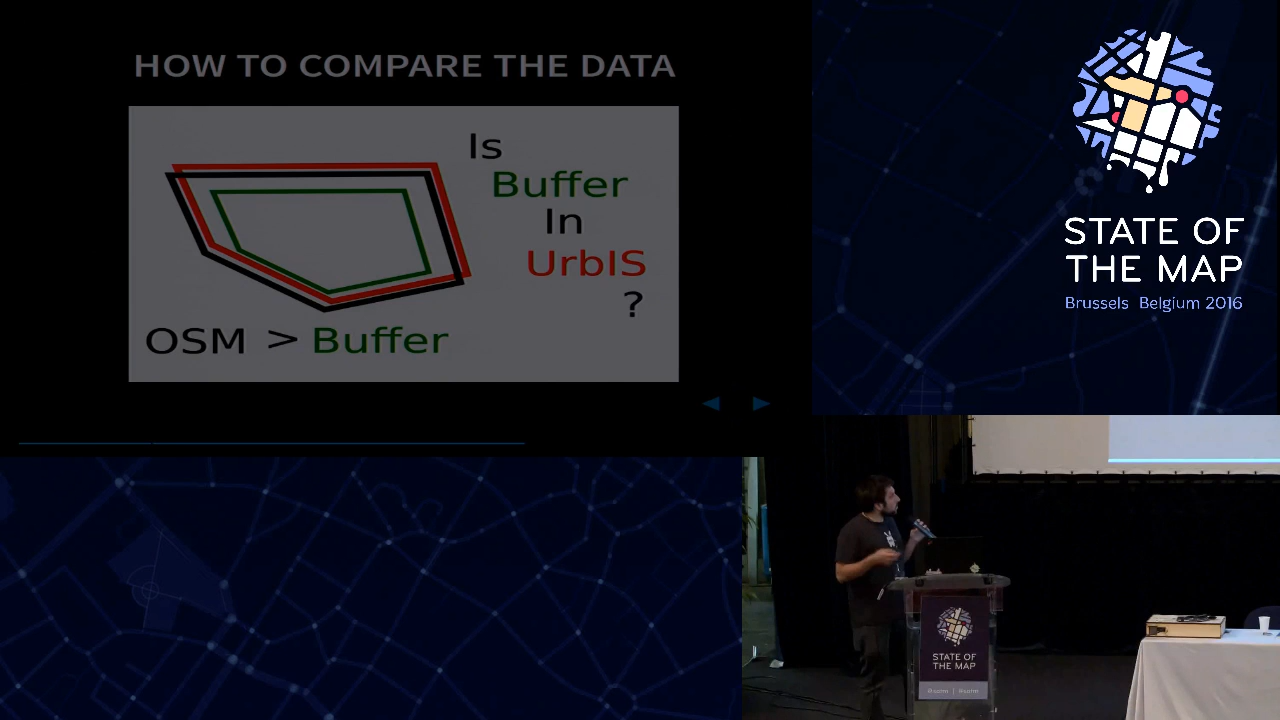 HOW TO COMPARE THE DATA
Is
Buffer
In
UrbIS
?
OSM > Buffer
STATE OF
THE MAP
Brussels Belgium 2016
STATE OF
THE MAP